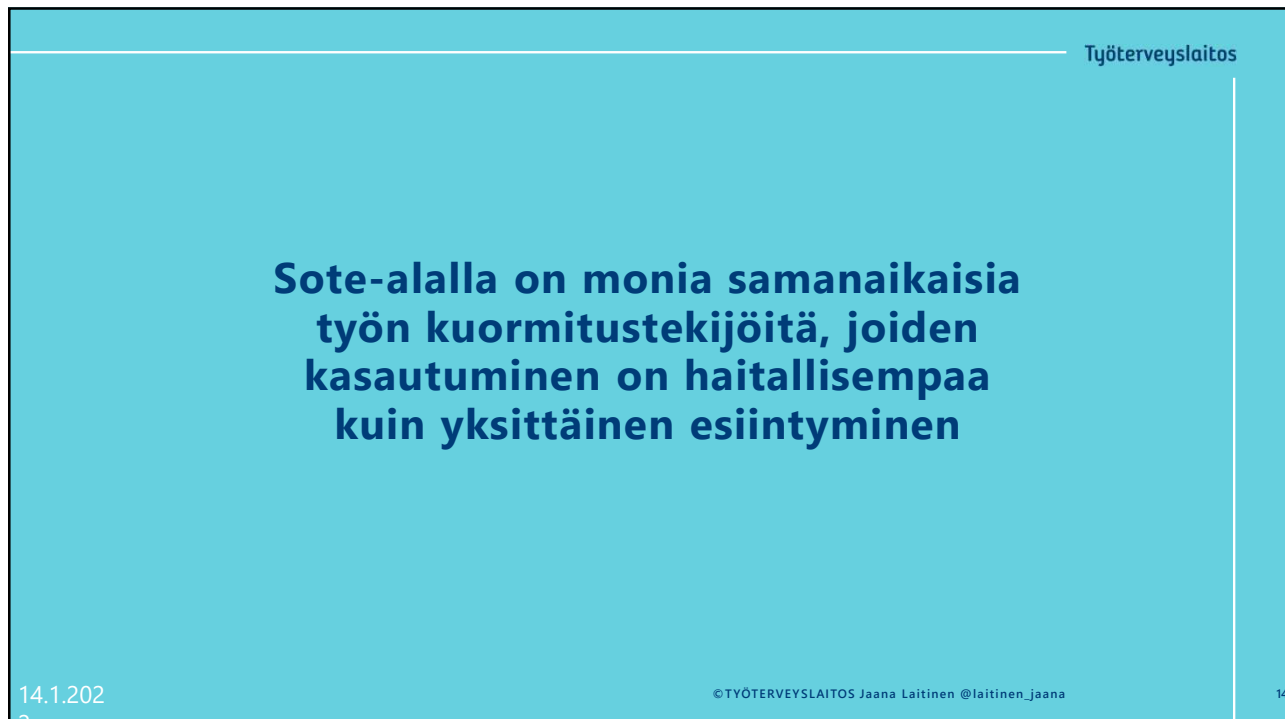 Työterveyslaitos
Sote-alalla on monia samanaikaisia
työn kuormitustekijöitä, joiden
kasautuminen on haitallisempaa
kuin yksittäinen esiintyminen
14.1.202
©TYÖTERVEYSLAITOS Jaana Laitinen @laitinen_jaana
14